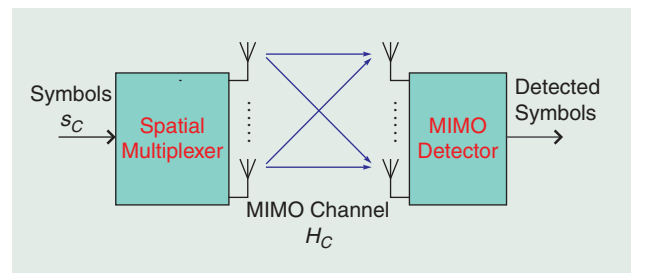 Symbols
s_C
Spatial
Multiplexer
MIMO Channel
H_C
MIMO
Detector
Detected
Symbols